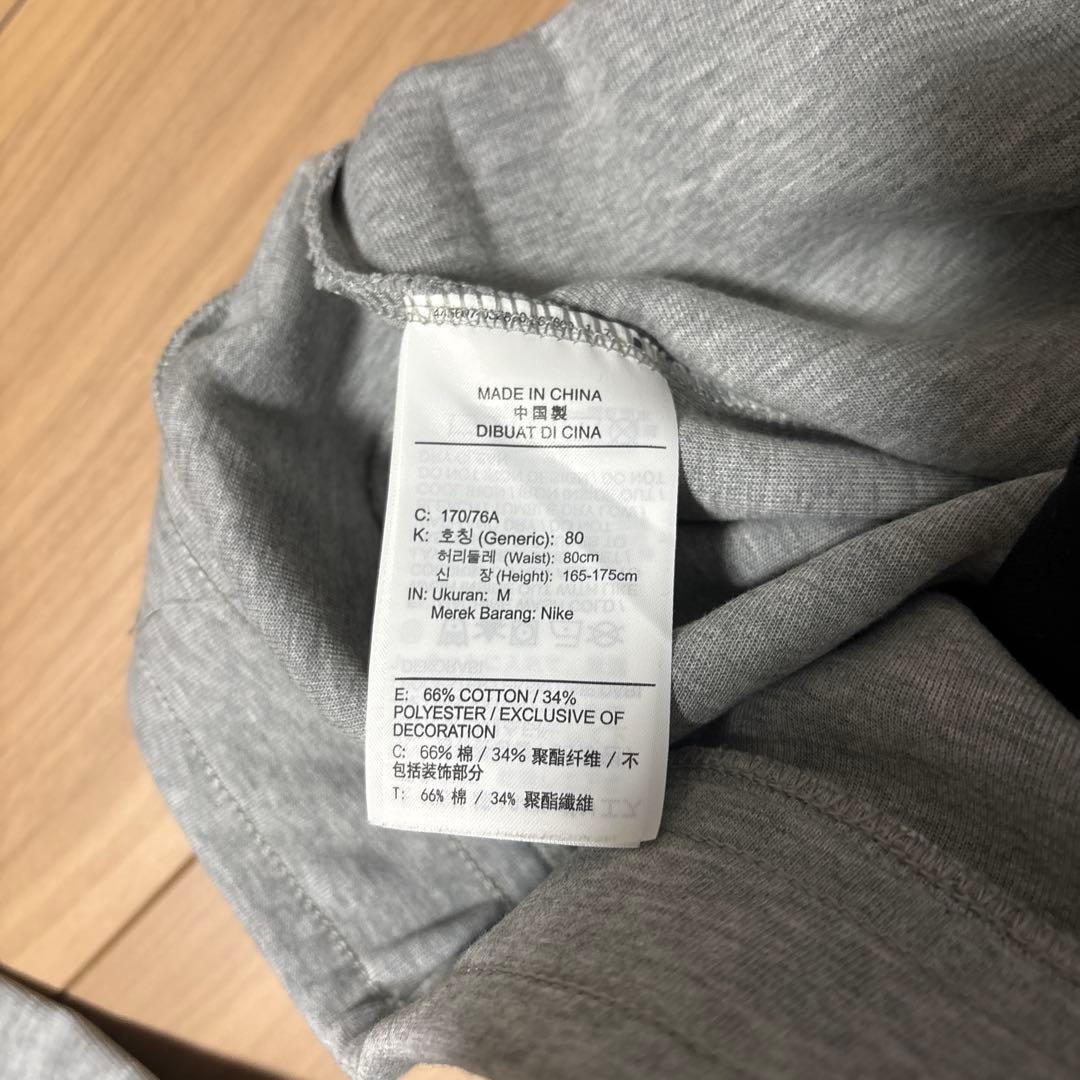 MADE IN CHINA
中国製
DIBUAT DI CINA
C: 170/76A
K: 호칭 (Generic): 80
허리둘레 (Waist): 80cm
신 장 (Height): 165-175cm
IN: Ukuran: M
Merek Barang: Nike
E: 66% COTTON / 34%
POLYESTER / EXCLUSIVE OF
DECORATION
C: 66% 棉 / 34% 聚酯纤维 / 不
包括装饰部分
T: 66% 棉 / 34% 聚酯纖維